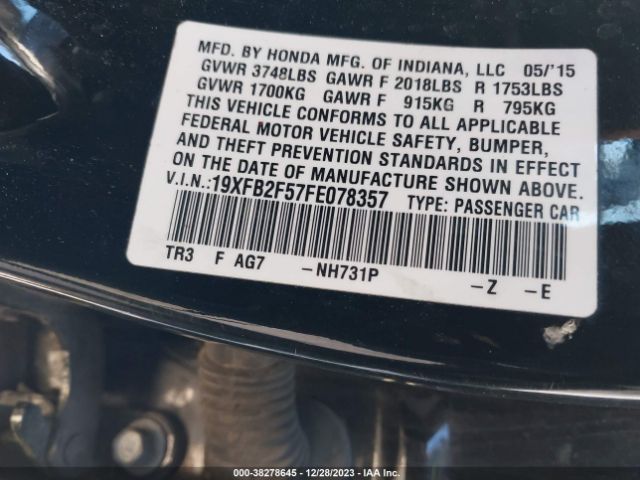 MFD. BY HONDA MFG. OF INDIANA, LLC 05/'15
GVWR 3748LBS GAWR F 2018LBS R 1753LBS
GVWR 1700KG GAWR F 915KG R 795KG
THIS VEHICLE CONFORMS TO ALL APPLICABLE
FEDERAL MOTOR VEHICLE SAFETY, BUMPER,
AND THEFT PREVENTION STANDARDS IN EFFECT
ON THE DATE OF MANUFACTURE SHOWN ABOVE.
V.I.N.:19XFB2F57FE078357 TYPE: PASSENGER CAR
TR3 F AG7 -NH731P -Z -E
000-38278645 / 12/28/2023 - IAA Inc.